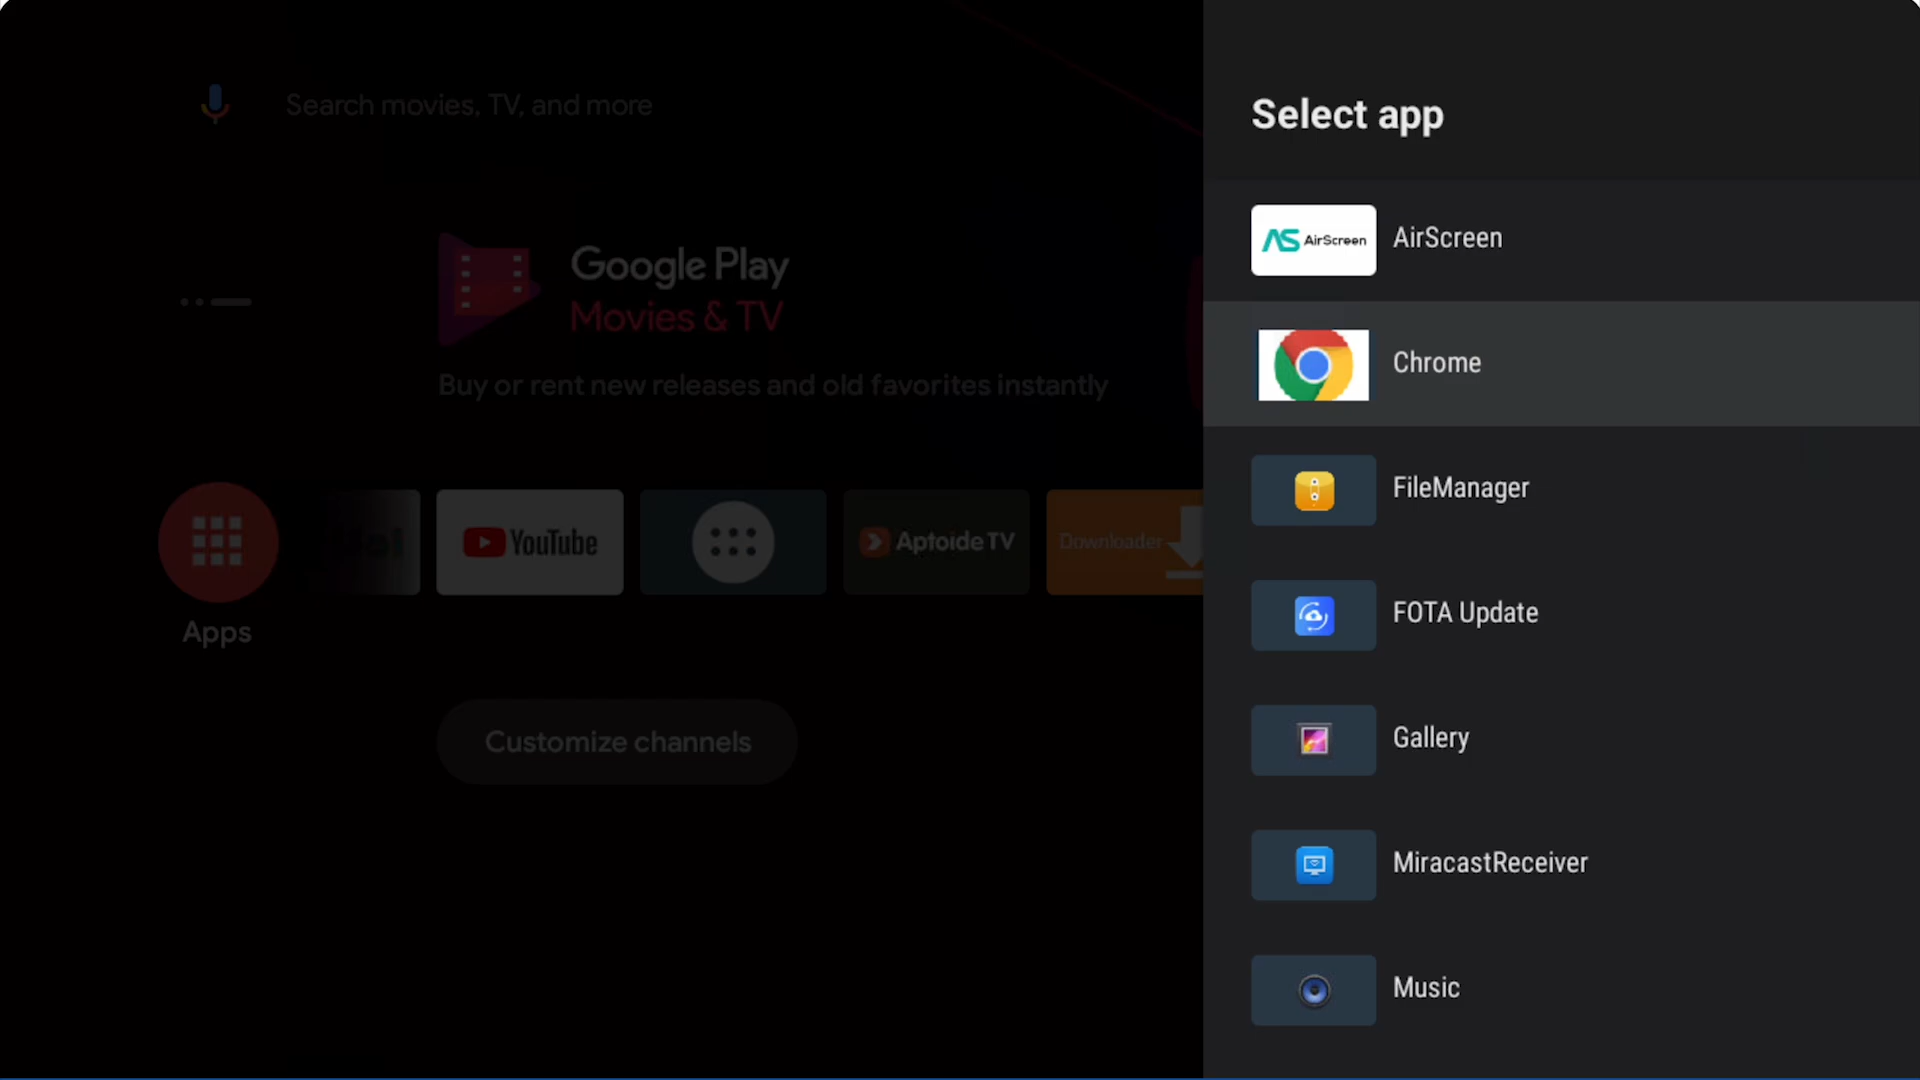 Search movies, TV, and more
Google Play
Movies & TV
Buy or rent new releases and old favorites instantly
YouTube
Aptoide TV
Downloader
Apps
Customize channels
Select app
AirScreen
AirScreen
Chrome
FileManager
FOTA Update
Gallery
MiracastReceiver
Music